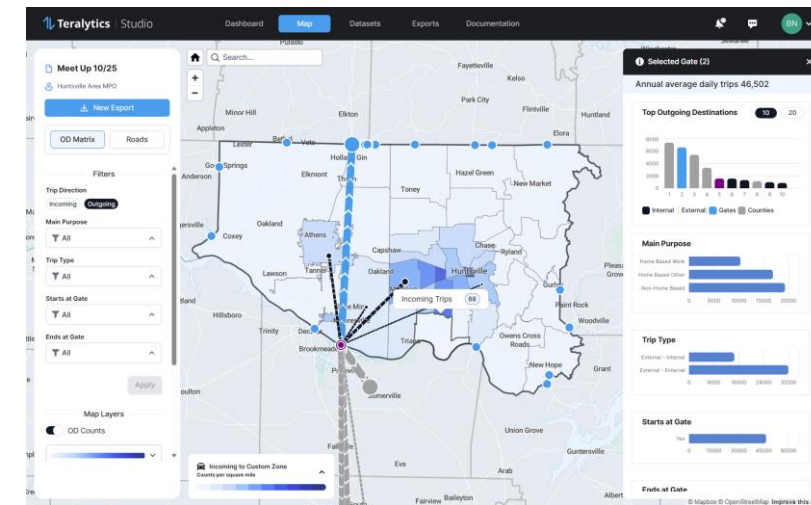 Teralytics Studio
Dashboard
Map
Datasets
Exports
Documentation
BN
Meet Up 10/25
Huntsville Area MPO
New Export
OD Matrix
Roads
Filters
Trip Direction
Incoming
Outgoing
Main Purpose
All
Trip Type
All
Starts at Gate
All
Ends at Gate
All
Apply
Map Layers
OD Counts
Search...
+
−
Pulaski
Fayetteville
Kelso
Park City
Flintville
Huntland
Minor Hill
Elkton
Appleton
Elora
Lester
Veto
Anderson
Elkmont
Hazel Green
New Market
Toney
Oakland
Coxey
Athens
Capshaw
Chase
Ryland
Lawson
Tanner
Oakland
Huntsville
Incoming Trips 88
Paint Rock
Woodville
Hillsboro
Trinity
Owens Cross
Roads
New Hope
Grant
Somerville
Union Grove
Guntersville
Eva
Arab
Fairview
Baileyton
Incoming to Custom Zone
Counts per square mile
Selected Gate (2)
Annual average daily trips 46,502
Top Outgoing Destinations
10
20
8000
6000
4000
2000
0
1 2 3 4 5 6 7 8 9 10
Internal External: Gates Counties
Main Purpose
Home Based Work
Home Based Other
Non-Home Based
0 5000 10000 15000 20000
Trip Type
External - Internal
External - External
0 8000 16000 24000 32000
Starts at Gate
Yes
0 15000 30000 45000 60000
Ends at Gate
© Mapbox © OpenStreetMap Improve this